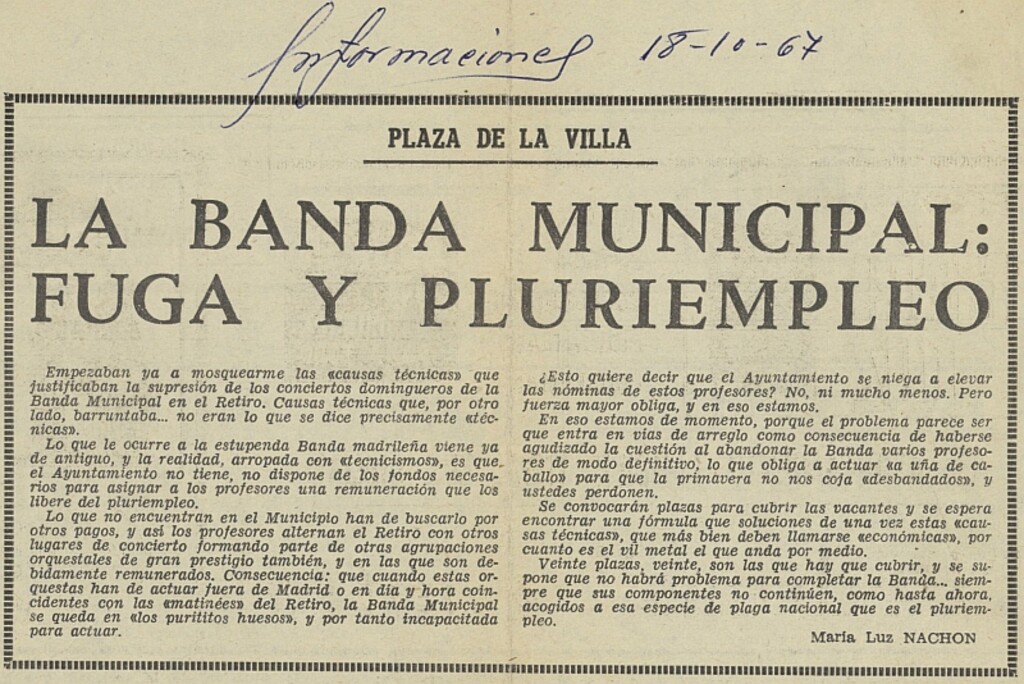 Informaciones 18-10-67
PLAZA DE LA VILLA
LA BANDA MUNICIPAL:
FUGA Y PLURIEMPLEO
Empezaban ya a mosquearme las «causas técnicas» que
justificaban la supresión de los conciertos domingueros de la
Banda Municipal en el Retiro. Causas técnicas que, por otro
lado, barruntaba... no eran lo que se dice precisamente «téc-
nicas».
Lo que le ocurre a la estupenda Banda madrileña viene ya
de antiguo, y la realidad, arropada con «tecnicismos», es que
el Ayuntamiento no tiene, no dispone de los fondos necesa-
rios para asignar a los profesores una remuneración que los
libere del pluriempleo.
Lo que no encuentran en el Municipio han de buscarlo por
otros pagos, y así los profesores alternan el Retiro con otros
lugares de concierto formando parte de otras agrupaciones
orquestales de gran prestigio también, y en las que son de-
bidamente remunerados. Consecuencia: que cuando estas or-
questas han de actuar fuera de Madrid o en día y hora coin-
cidentes con las «matinées» del Retiro, la Banda Municipal
se queda en «los purititos huesos», y por tanto incapacitada
para actuar.
¿Esto quiere decir que el Ayuntamiento se niega a elevar
las nóminas de estos profesores? No, ni mucho menos. Pero
fuerza mayor obliga, y en eso estamos.
En eso estamos de momento, porque el problema parece ser
que entra en vías de arreglo como consecuencia de haberse
agudizado la cuestión al abandonar la Banda varios profeso-
res de modo definitivo, lo que obliga a actuar «a uña de ca-
ballo» para que la primavera no nos coja «desbandados», y
ustedes perdonen.
Se convocarán plazas para cubrir las vacantes y se espera
encontrar una fórmula que soluciones de una vez estas «cau-
sas técnicas», que más bien deben llamarse «económicas», por
cuanto es el vil metal el que anda por medio.
Veinte plazas, veinte, son las que hay que cubrir, y se su-
pone que no habrá problema para completar la Banda... siem-
pre que sus componentes no continúen, como hasta ahora,
acogidos a esa especie de plaga nacional que es el pluriem-
pleo.
María Luz NACHON